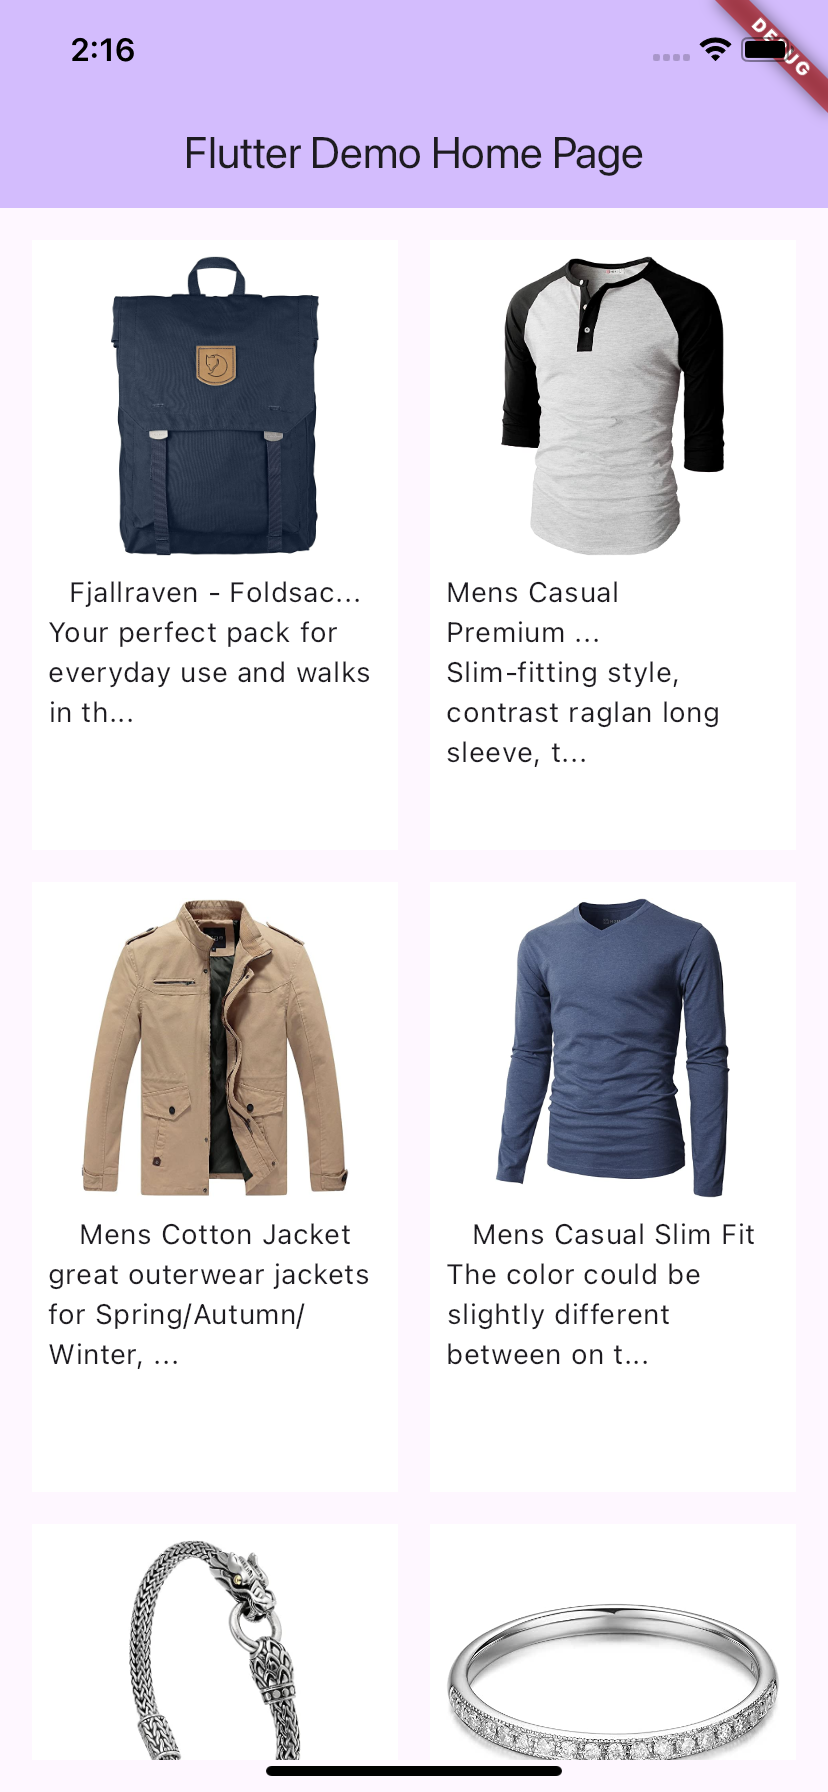 2:16
DEBUG
Flutter Demo Home Page
Fjallraven - Foldsac...
Your perfect pack for
everyday use and walks
in th...
Mens Casual
Premium ...
Slim-fitting style,
contrast raglan long
sleeve, t...
Mens Cotton Jacket
great outerwear jackets
for Spring/Autumn/
Winter, ...
Mens Casual Slim Fit
The color could be
slightly different
between on t...